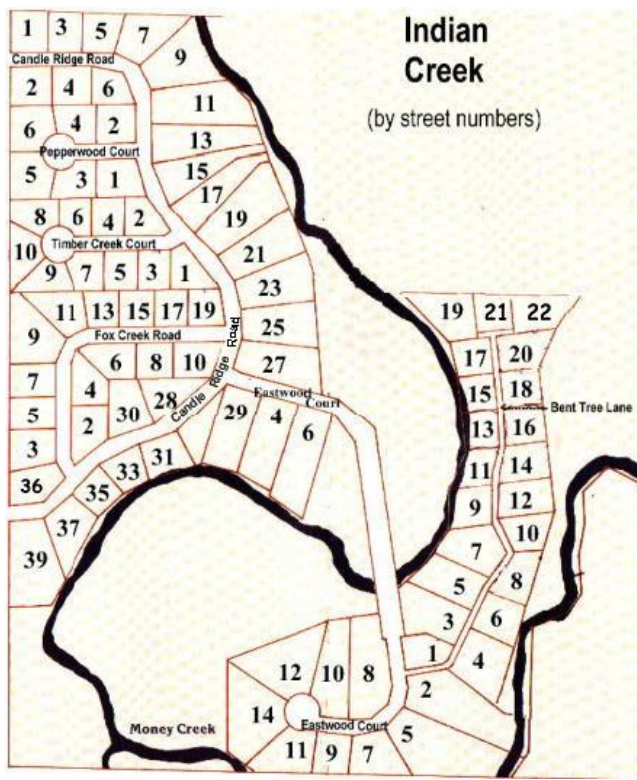 Indian
Creek
(by street numbers)
1 3 5 7
9
Candle Ridge Road
2 4 6
11
6 4 2
13
Pepperwood Court
15
5 3 1
17
19
8 6 4 2
21
10
Timber Creek Court
9 7 5 3 1
23
11 13 15 17 19
25
9
Fox Creek Road
27
6 8 10
7
4
28
30
Candle Ridge Road
Eastwood
Court
29 4 6
5
2
3
36
35 33 31
37
39
19 21 22
17 20
15 18
Bent Tree Lane
13 16
11 14
9 12
10
7
5 8
3 6
1 4
2
12 10 8
14
Eastwood Court
11 9 7 5
Money Creek